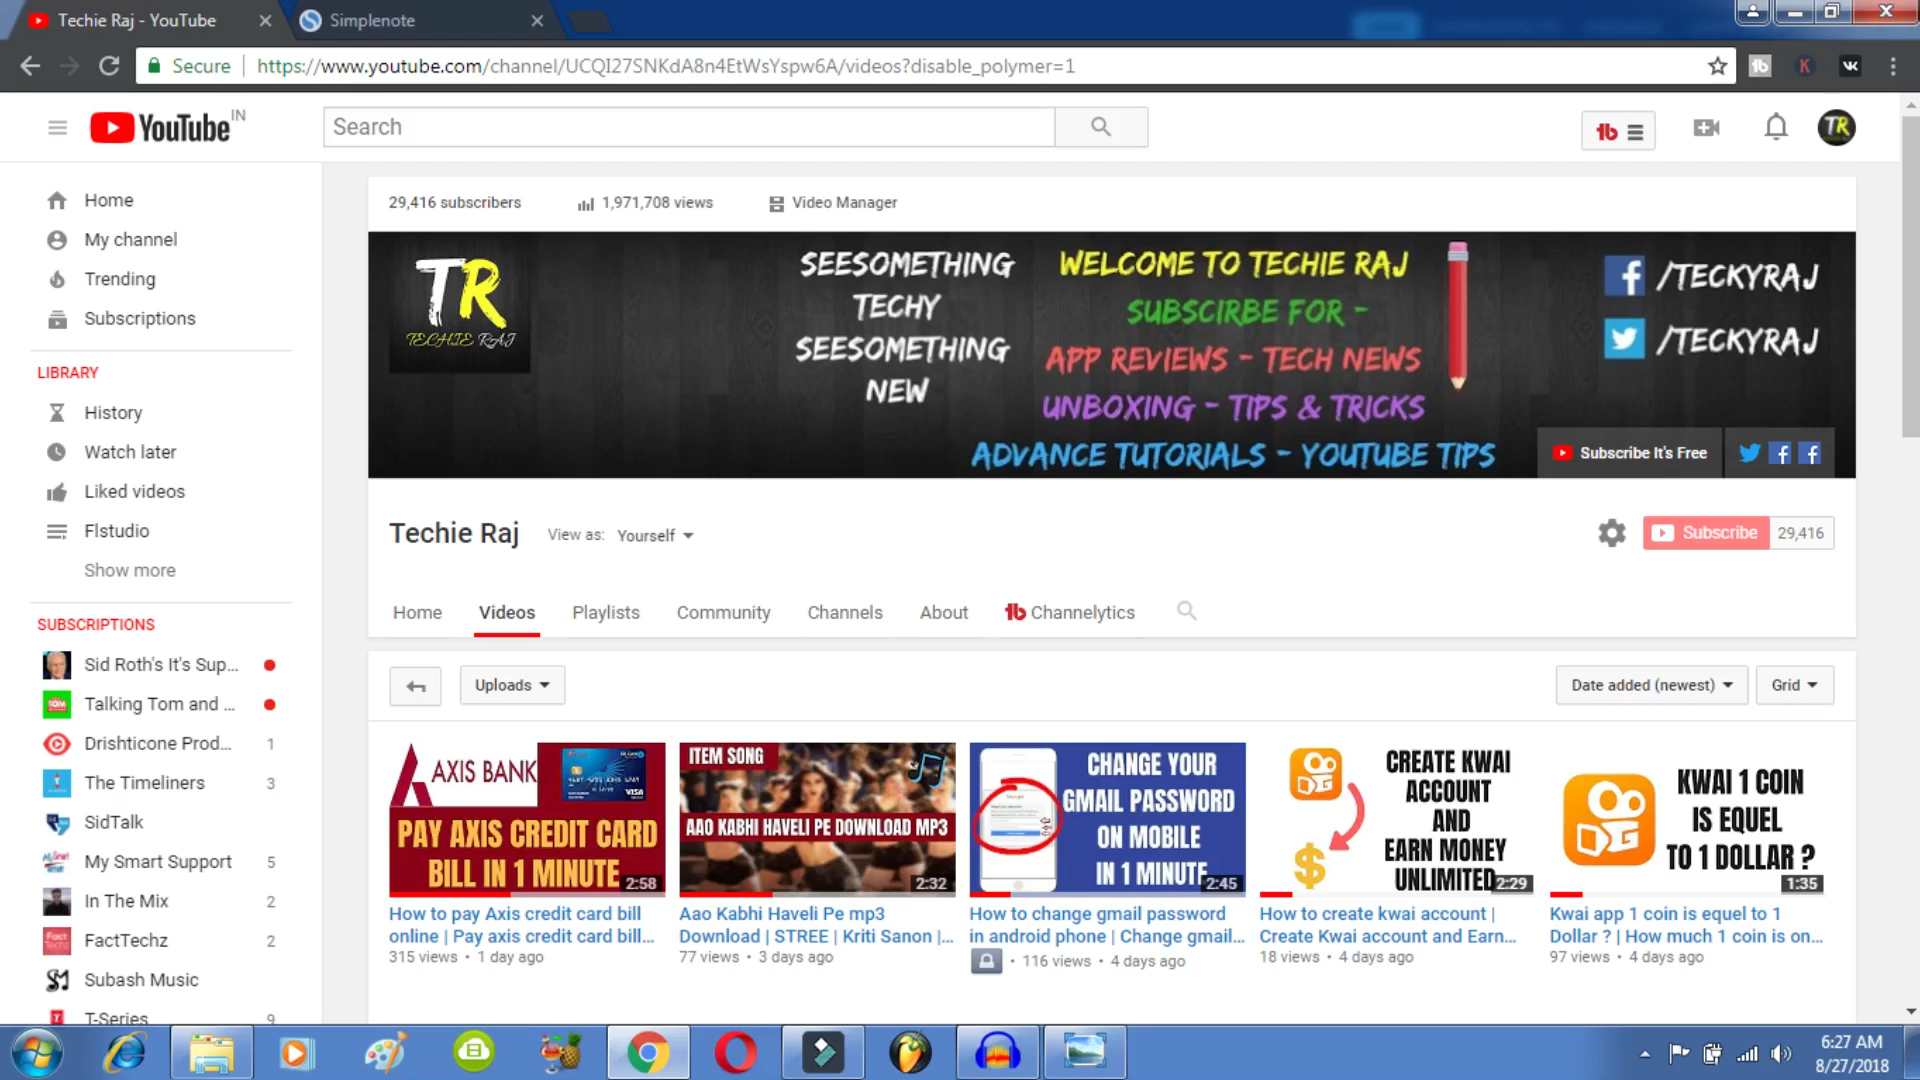 Techie Raj - YouTube
Simplenote
Secure
https://www.youtube.com/channel/UCQI27SNKdA8n4EtWsYspw6A/videos?disable_polymer=1
YouTube IN
Search
TR
Home
My channel
Trending
Subscriptions
LIBRARY
History
Watch later
Liked videos
Flstudio
Show more
SUBSCRIPTIONS
Sid Roth's It's Sup...
Talking Tom and ...
Drishticone Prod... 1
The Timeliners 3
SidTalk
My Smart Support 5
In The Mix 2
FactTechz 2
Subash Music
T-Series 9
29,416 subscribers
1,971,708 views
Video Manager
TR
TECHIE RAJ
SEESOMETHING
TECHY
SEESOMETHING
NEW
WELCOME TO TECHIE RAJ
SUBSCIRBE FOR -
APP REVIEWS - TECH NEWS
UNBOXING - TIPS & TRICKS
ADVANCE TUTORIALS - YOUTUBE TIPS
/TECKYRAJ
/TECKYRAJ
Subscribe It's Free
Techie Raj
View as: Yourself
Subscribe 29,416
Home
Videos
Playlists
Community
Channels
About
Channelytics
Uploads
Date added (newest)
Grid
AXIS BANK
VISA
PAY AXIS CREDIT CARD
BILL IN 1 MINUTE
2:58
How to pay Axis credit card bill
online | Pay axis credit card bill...
315 views • 1 day ago
ITEM SONG
AAO KABHI HAVELI PE DOWNLOAD MP3
2:32
Aao Kabhi Haveli Pe mp3
Download | STREE | Kriti Sanon |...
77 views • 3 days ago
CHANGE YOUR
GMAIL PASSWORD
ON MOBILE
IN 1 MINUTE
2:45
How to change gmail password
in android phone | Change gmail...
• 116 views • 4 days ago
CREATE KWAI
ACCOUNT
AND
EARN MONEY
UNLIMITED
2:29
How to create kwai account |
Create Kwai account and Earn...
18 views • 4 days ago
KWAI 1 COIN
IS EQUEL
TO 1 DOLLAR ?
1:35
Kwai app 1 coin is equel to 1
Dollar ? | How much 1 coin is on...
97 views • 4 days ago
6:27 AM
8/27/2018